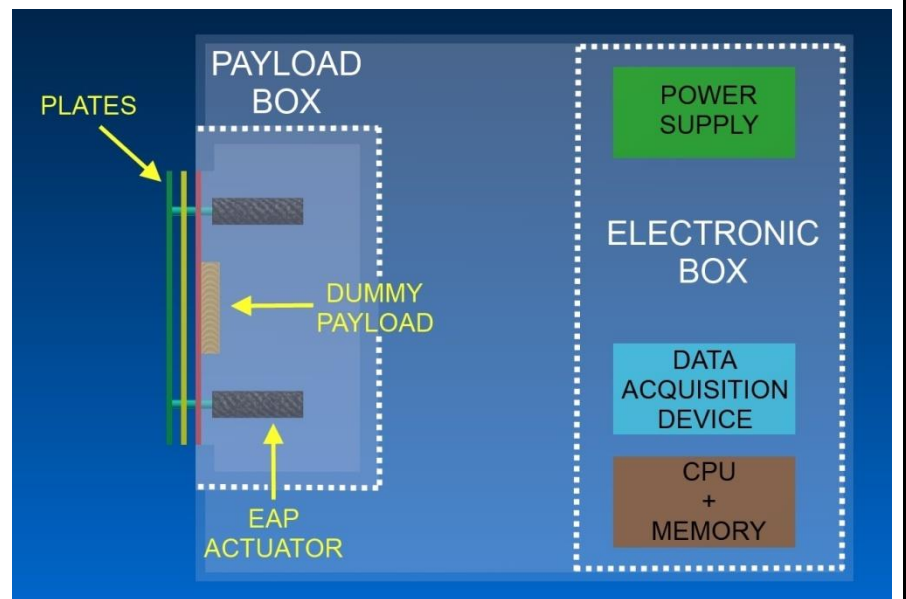 PAYLOAD
BOX
PLATES
DUMMY
PAYLOAD
EAP
ACTUATOR
POWER
SUPPLY
ELECTRONIC
BOX
DATA
ACQUISITION
DEVICE
CPU
+
MEMORY